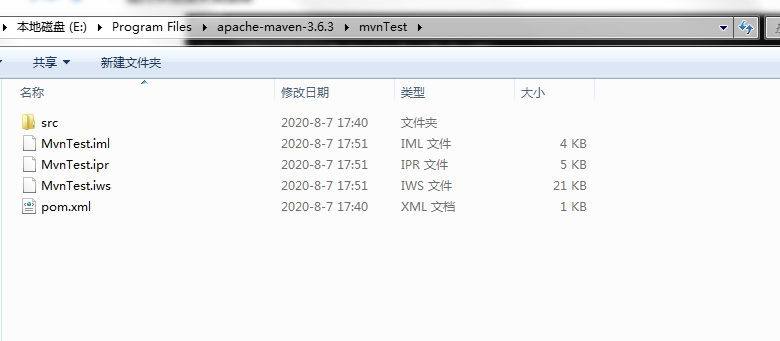 本地磁盘 (E:) Program Files apache-maven-3.6.3 mvnTest
共享 新建文件夹
名称 修改日期 类型 大小
src 2020-8-7 17:40 文件夹
MvnTest.iml 2020-8-7 17:51 IML 文件 4 KB
MvnTest.ipr 2020-8-7 17:51 IPR 文件 5 KB
MvnTest.iws 2020-8-7 17:51 IWS 文件 21 KB
pom.xml 2020-8-7 17:40 XML 文档 1 KB